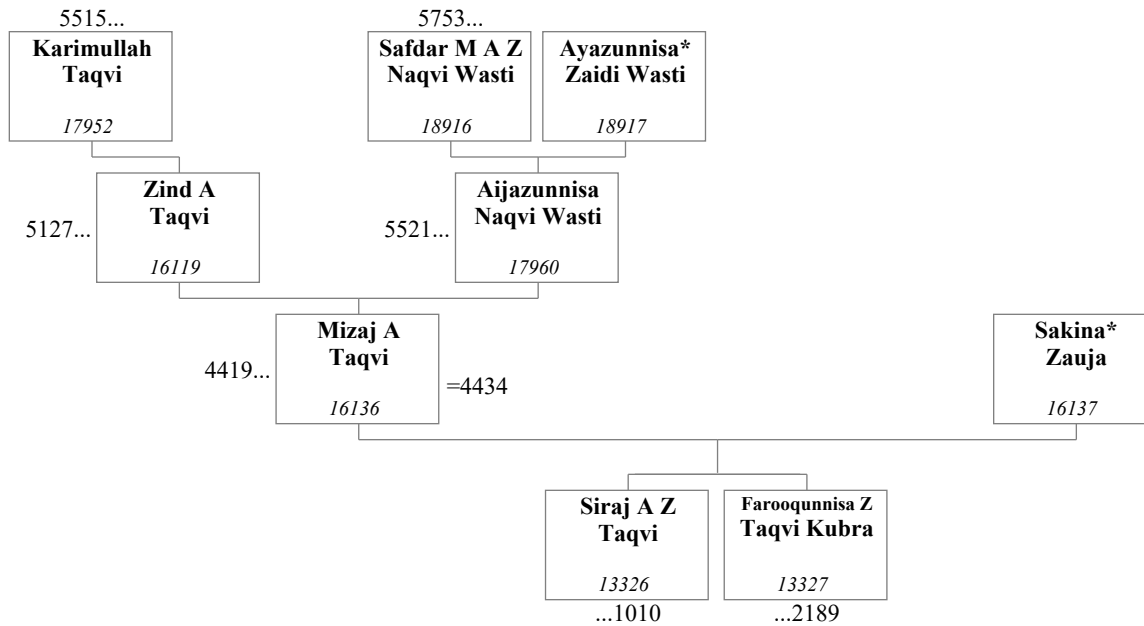 5515...
Karimullah
Taqvi
17952
5753...
Safdar M A Z
Naqvi Wasti
18916
Ayazunnisa*
Zaidi Wasti
18917
5127...
Zind A
Taqvi
16119
5521...
Aijazunnisa
Naqvi Wasti
17960
4419...
Mizaj A
Taqvi
16136
=4434
Sakina*
Zauja
16137
Siraj A Z
Taqvi
13326
...1010
Farooqunnisa Z
Taqvi Kubra
13327
...2189